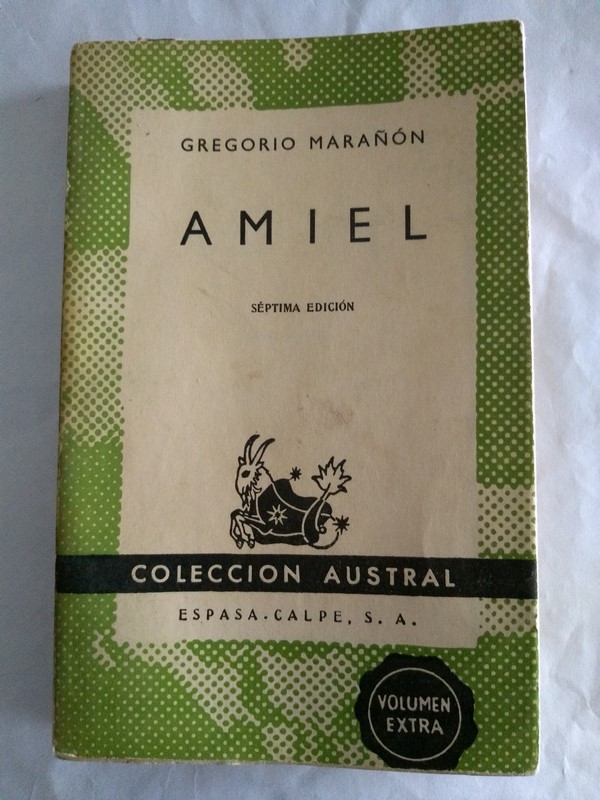 GREGORIO MARAÑÓN
AMIEL
SÉPTIMA EDICIÓN
COLECCION AUSTRAL
ESPASA-CALPE, S. A.
VOLUMEN
EXTRA